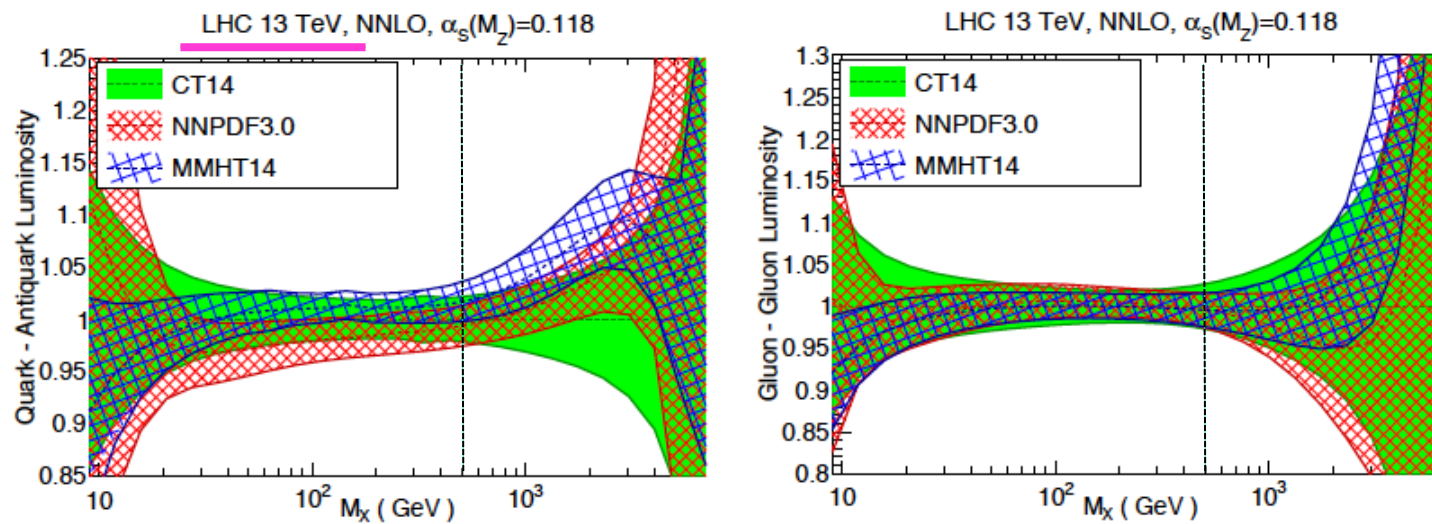 LHC 13 TeV, NNLO, αS(MZ)=0.118
1.25
1.2
1.15
1.1
1.05
1
0.95
0.9
0.85
Quark - Antiquark Luminosity
CT14
NNPDF3.0
MMHT14
10
10²
10³
MX ( GeV )
LHC 13 TeV, NNLO, αS(MZ)=0.118
1.3
1.25
1.2
1.15
1.1
1.05
1
0.95
0.9
0.85
0.8
Gluon - Gluon Luminosity
CT14
NNPDF3.0
MMHT14
10
10²
10³
MX ( GeV )